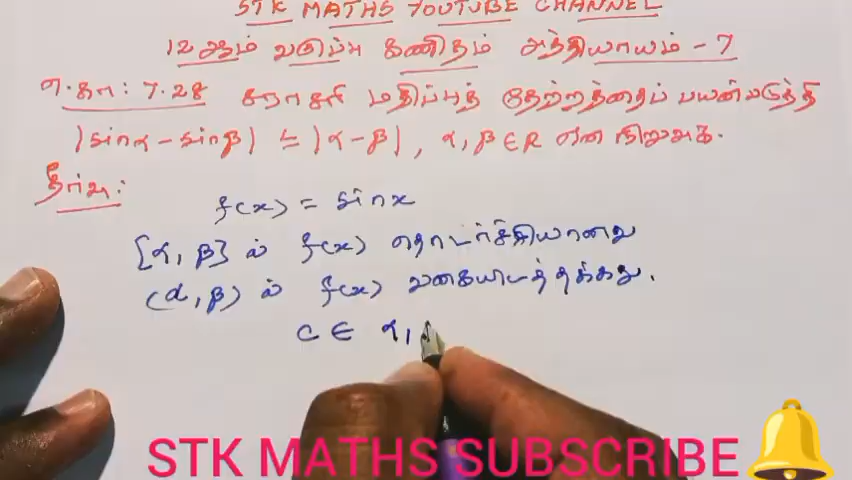 STK MATHS YOUTUBE CHANNEL
12 ஆம் வகுப்பு கணிதம் அத்தியாயம் - 7
எ.கா: 7.28 சராசரி மதிப்புத் தேற்றத்தைப் பயன்படுத்தி
|sinα - sinβ| ≤ |α - β|, α, β ∈ R என நிறுவுக.
தீர்வு:
f(x) = sin x
[α, β] ல் f(x) தொடர்ச்சியானது
(α, β) ல் f(x) வகையிடத்தக்கது.
c ∈ α,
STK MATHS SUBSCRIBE